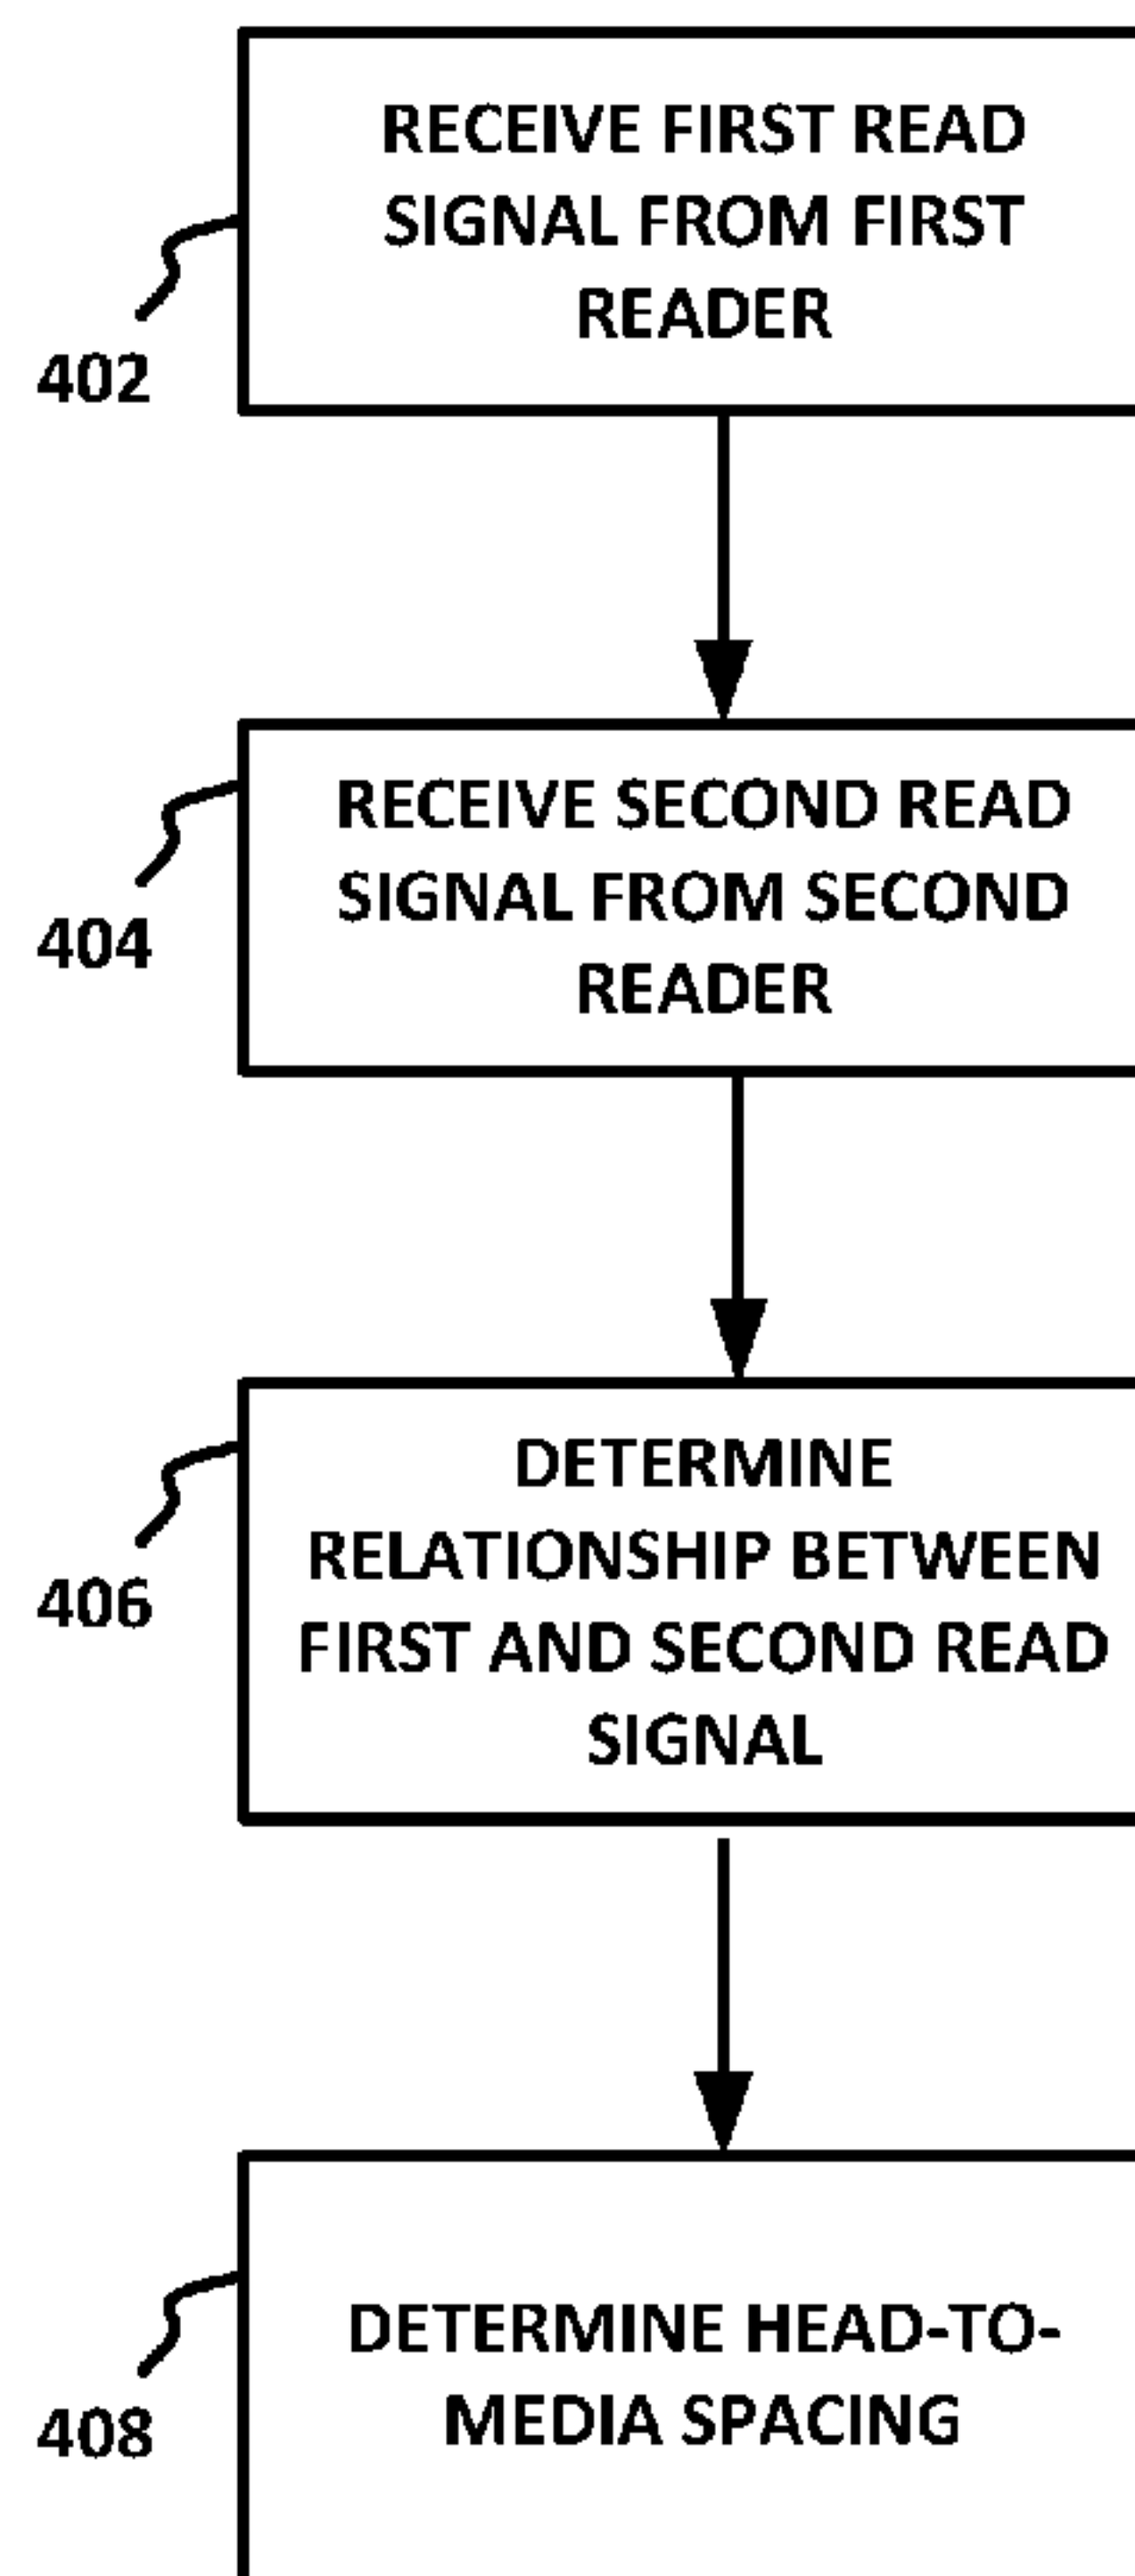 RECEIVE FIRST READ
SIGNAL FROM FIRST
READER
402
RECEIVE SECOND READ
SIGNAL FROM SECOND
READER
404
DETERMINE
RELATIONSHIP BETWEEN
FIRST AND SECOND READ
SIGNAL
406
DETERMINE HEAD-TO-
MEDIA SPACING
408